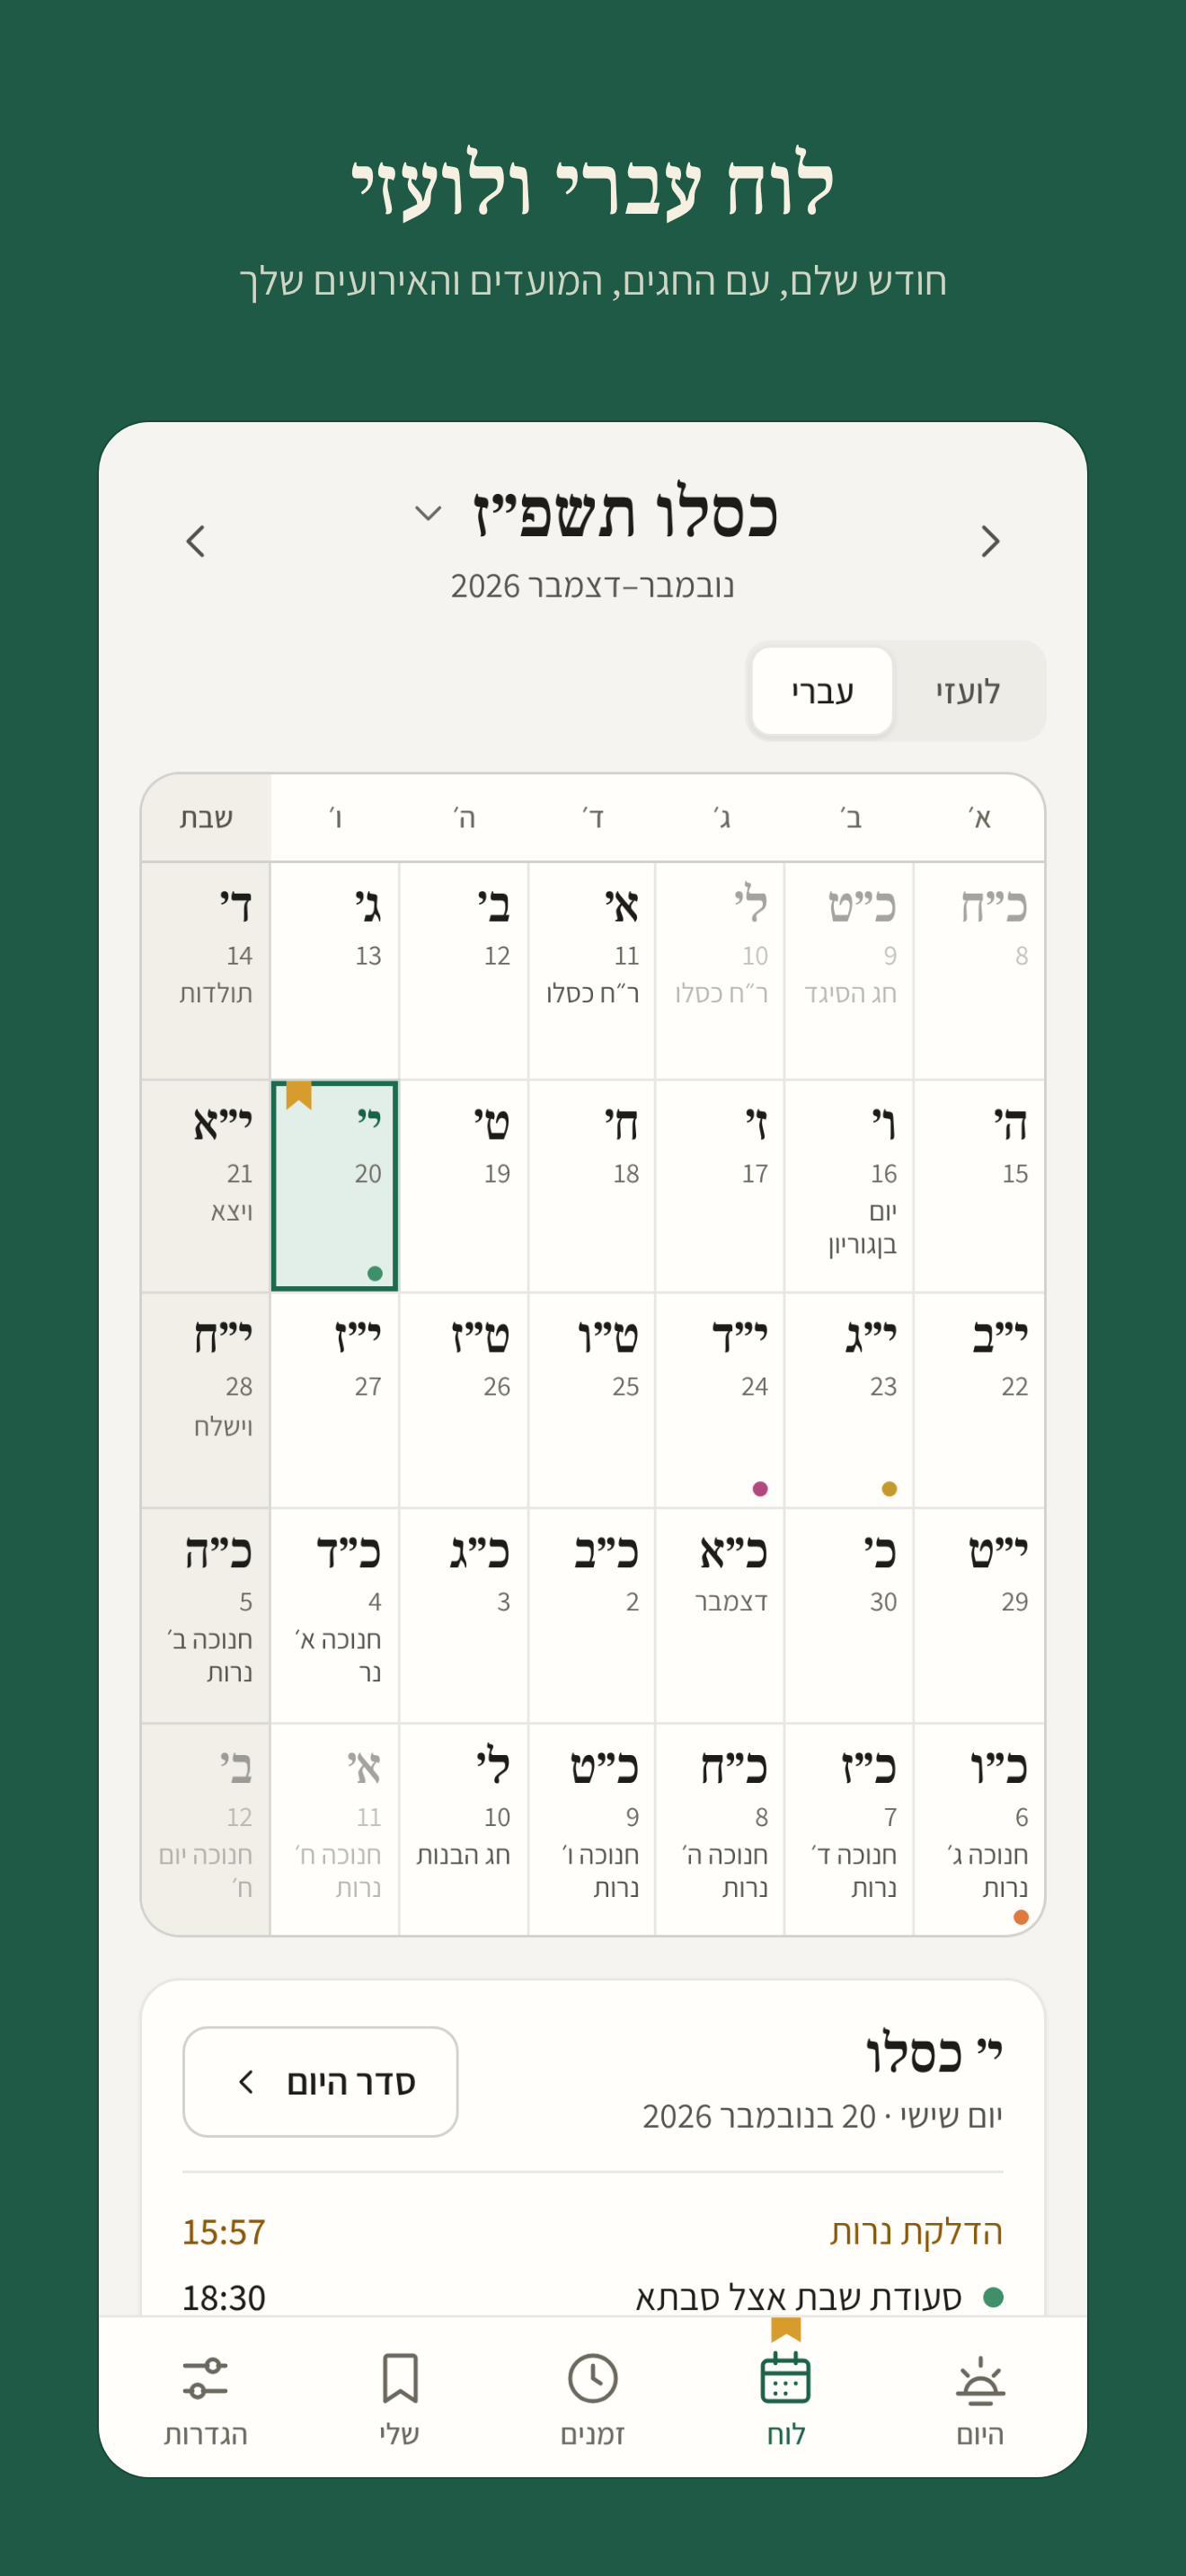 לוח עברי ולועזי
חודש שלם, עם החגים, המועדים והאירועים שלך
כסלו תשפ״ז
נובמבר–דצמבר 2026
לועזי עברי
א׳ ב׳ ג׳ ד׳ ה׳ ו׳ שבת
כ״ח כ״ט ל׳ א׳ ב׳ ג׳ ד׳
8 9 10 11 12 13 14
חג הסיגד ר״ח כסלו ר״ח כסלו תולדות
ה׳ ו׳ ז׳ ח׳ ט׳ י׳ י״א
15 16 17 18 19 20 21
יום ויצא
בןגוריון
י״ב י״ג י״ד ט״ו ט״ז י״ז י״ח
22 23 24 25 26 27 28
וישלח
י״ט כ׳ כ״א כ״ב כ״ג כ״ד כ״ה
29 30 דצמבר 2 3 4 5
חנוכה א׳ חנוכה ב׳
נר נרות
כ״ו כ״ז כ״ח כ״ט ל׳ א׳ ב׳
6 7 8 9 10 11 12
חנוכה ג׳ חנוכה ד׳ חנוכה ה׳ חנוכה ו׳ חג הבנות חנוכה ח׳ חנוכה יום
נרות נרות נרות נרות נרות ח׳
י׳ כסלו
סדר היום
יום שישי · 20 בנובמבר 2026
הדלקת נרות 15:57
סעודת שבת אצל סבתא 18:30
היום לוח זמנים שלי הגדרות